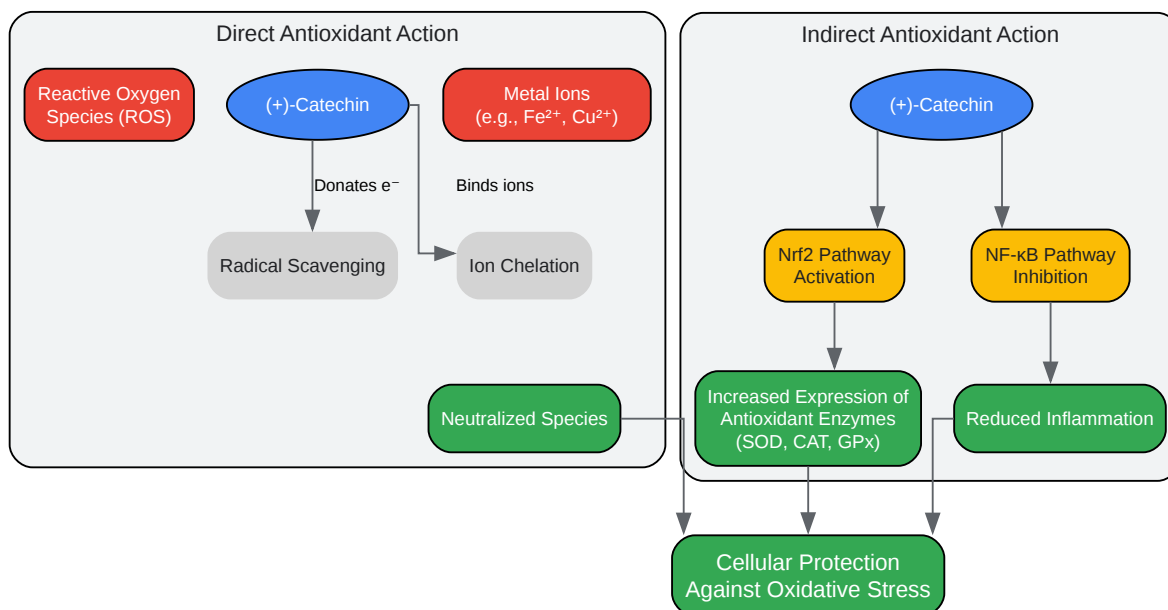 Direct Antioxidant Action
Reactive Oxygen
Species (ROS)
(+)-Catechin
Metal Ions
(e.g., Fe²⁺, Cu²⁺)
Donates e⁻
Binds ions
Radical Scavenging
Ion Chelation
Neutralized Species
Indirect Antioxidant Action
(+)-Catechin
Nrf2 Pathway
Activation
NF-κB Pathway
Inhibition
Increased Expression of
Antioxidant Enzymes
(SOD, CAT, GPx)
Reduced Inflammation
Cellular Protection
Against Oxidative Stress